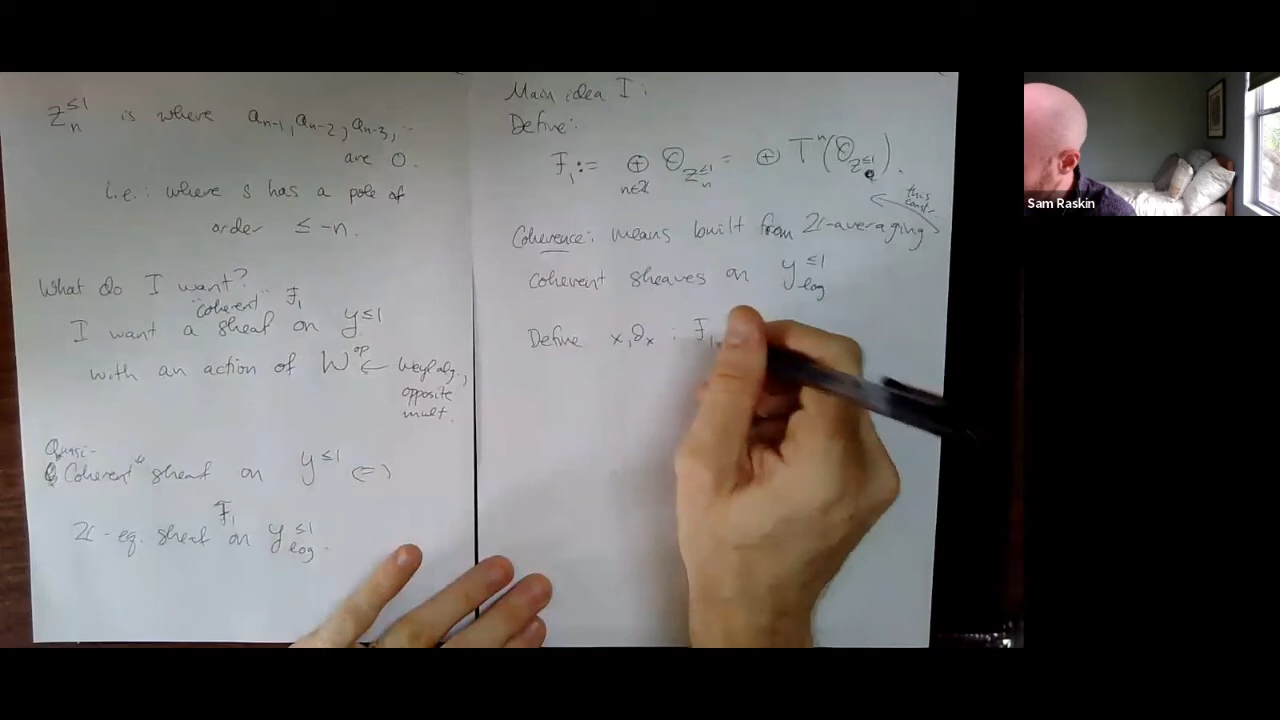 Z_n^{≤1} is where a_{n-1}, a_{n-2}, a_{n-3}, ..
are 0.
I.e.: where s has a pole of
order ≤ -n.
What do I want?
"coherent" F_1
I want a sheaf on y^{≤1}
with an action of W^{op} ← Weyl alg.,
opposite
mult.
Quasi-
Coherent" sheaf on y^{≤1} (=)
F_1
Z-eq. sheaf on y_{log}^{≤1}.
Main idea I:
Define:
F_1 := ⊕_{n∈Z} O_{Z_n^{≤1}} = ⊕ T^n(O_{Z^{≤1}}).
this
const.
Coherence: means built from Z-averaging
coherent sheaves on y_{log}^{≤1}
Define x, ∂_x : F_1
Sam Raskin